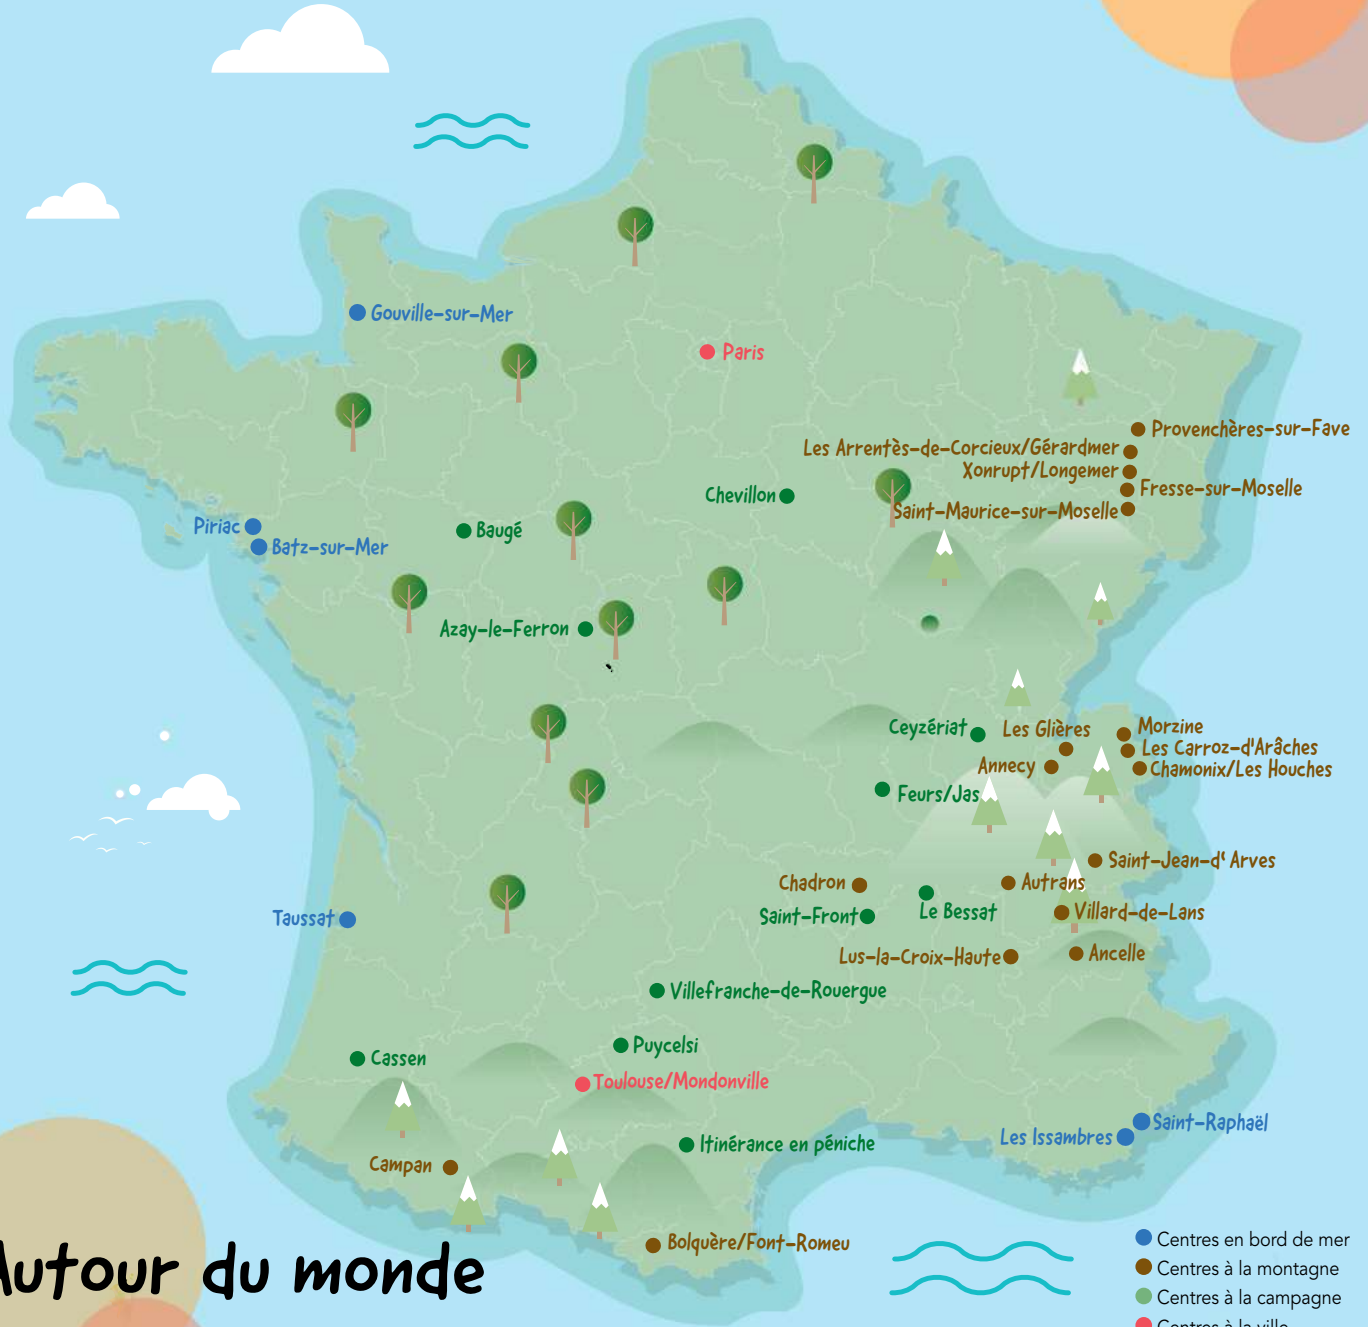 Gouville-sur-Mer
Paris
Provenchères-sur-Fave
Les Arrentès-de-Corcieux/Gérardmer
Xonrupt/Longemer
Fresse-sur-Moselle
Chevillon
Saint-Maurice-sur-Moselle
Piriac
Baugé
Batz-sur-Mer
Azay-le-Ferron
Ceyzériat
Les Glières
Morzine
Les Carroz-d'Arâches
Annecy
Chamonix/Les Houches
Feurs/Jas
Saint-Jean-d'Arves
Chadron
Autrans
Taussat
Saint-Front
Le Bessat
Villard-de-Lans
Lus-la-Croix-Haute
Ancelle
Villefranche-de-Rouergue
Puycelsi
Cassen
Toulouse/Mondonville
Saint-Raphaël
Les Issambres
Itinérance en péniche
Campan
Bolquère/Font-Romeu
Autour du monde
Centres en bord de mer
Centres à la montagne
Centres à la campagne
Centres à la ville